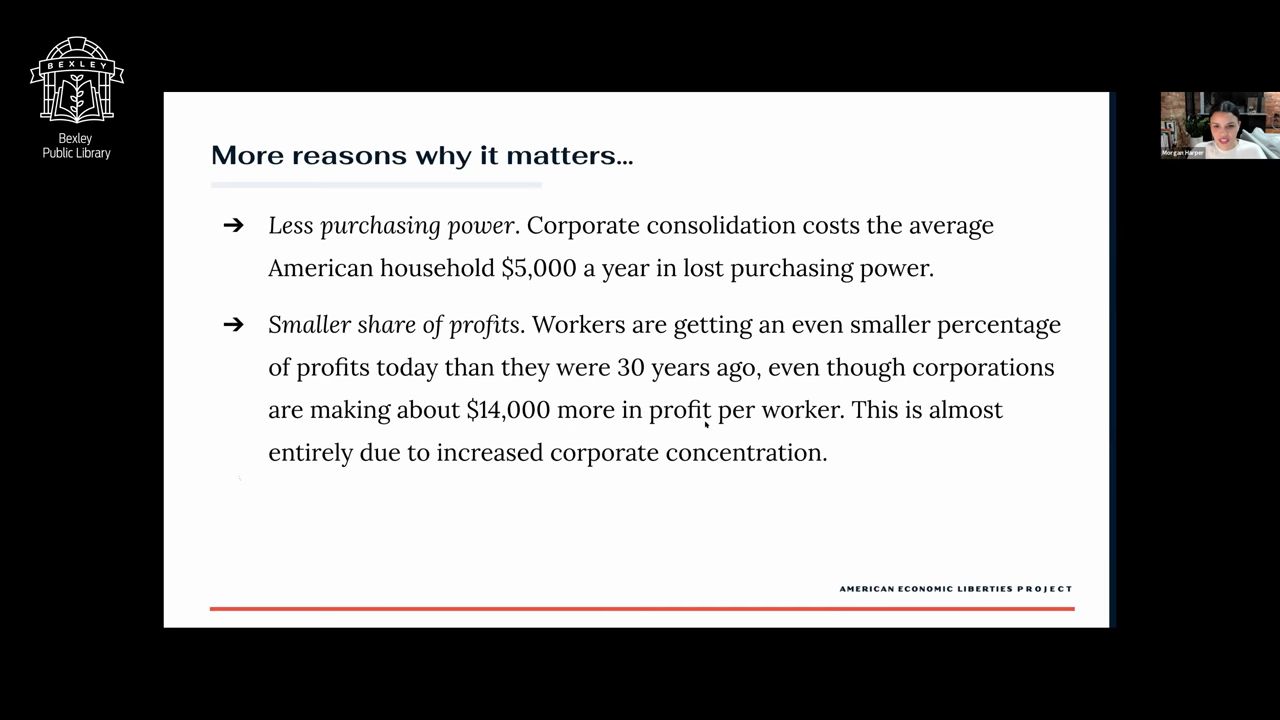 BEXLEY
Bexley
Public Library
More reasons why it matters...
➔ Less purchasing power. Corporate consolidation costs the average
American household $5,000 a year in lost purchasing power.
➔ Smaller share of profits. Workers are getting an even smaller percentage
of profits today than they were 30 years ago, even though corporations
are making about $14,000 more in profit per worker. This is almost
entirely due to increased corporate concentration.
AMERICAN ECONOMIC LIBERTIES PROJECT
Morgan Harper